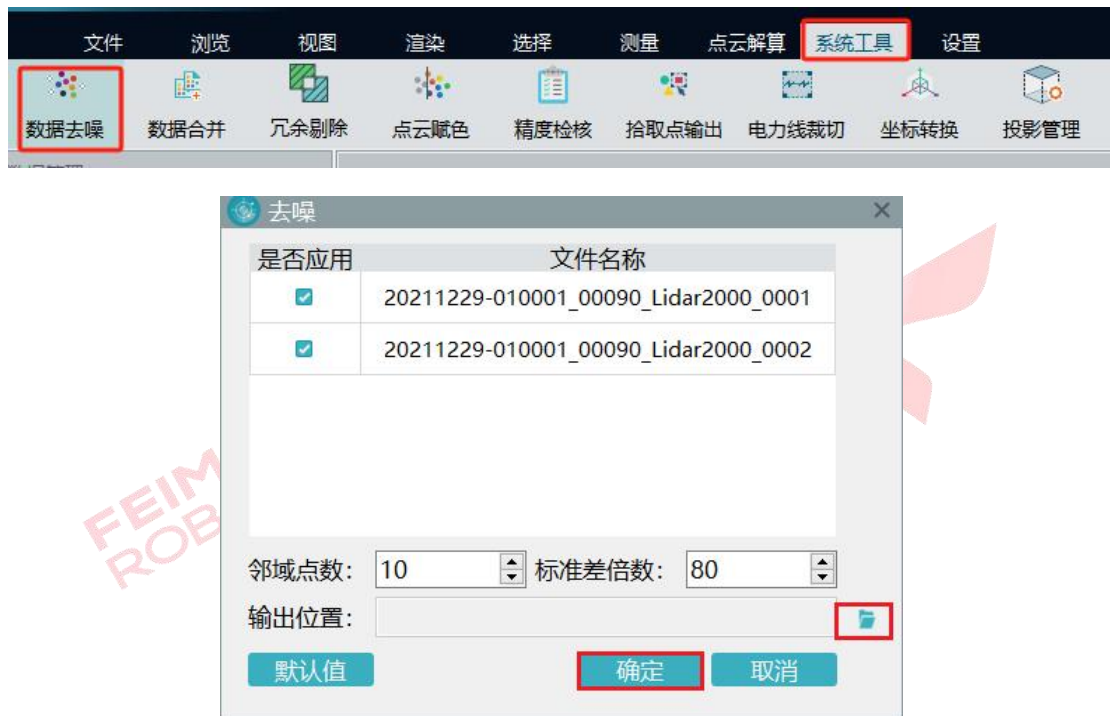 文件 浏览 视图 渲染 选择 测量 点云解算 系统工具 设置
数据去噪 数据合并 冗余剔除 点云赋色 精度检核 拾取点输出 电力线裁切 坐标转换 投影管理
去噪
是否应用 文件名称
20211229-010001_00090_Lidar2000_0001
20211229-010001_00090_Lidar2000_0002
FEIM
ROB
邻域点数: 10 标准差倍数: 80
输出位置:
默认值 确定 取消